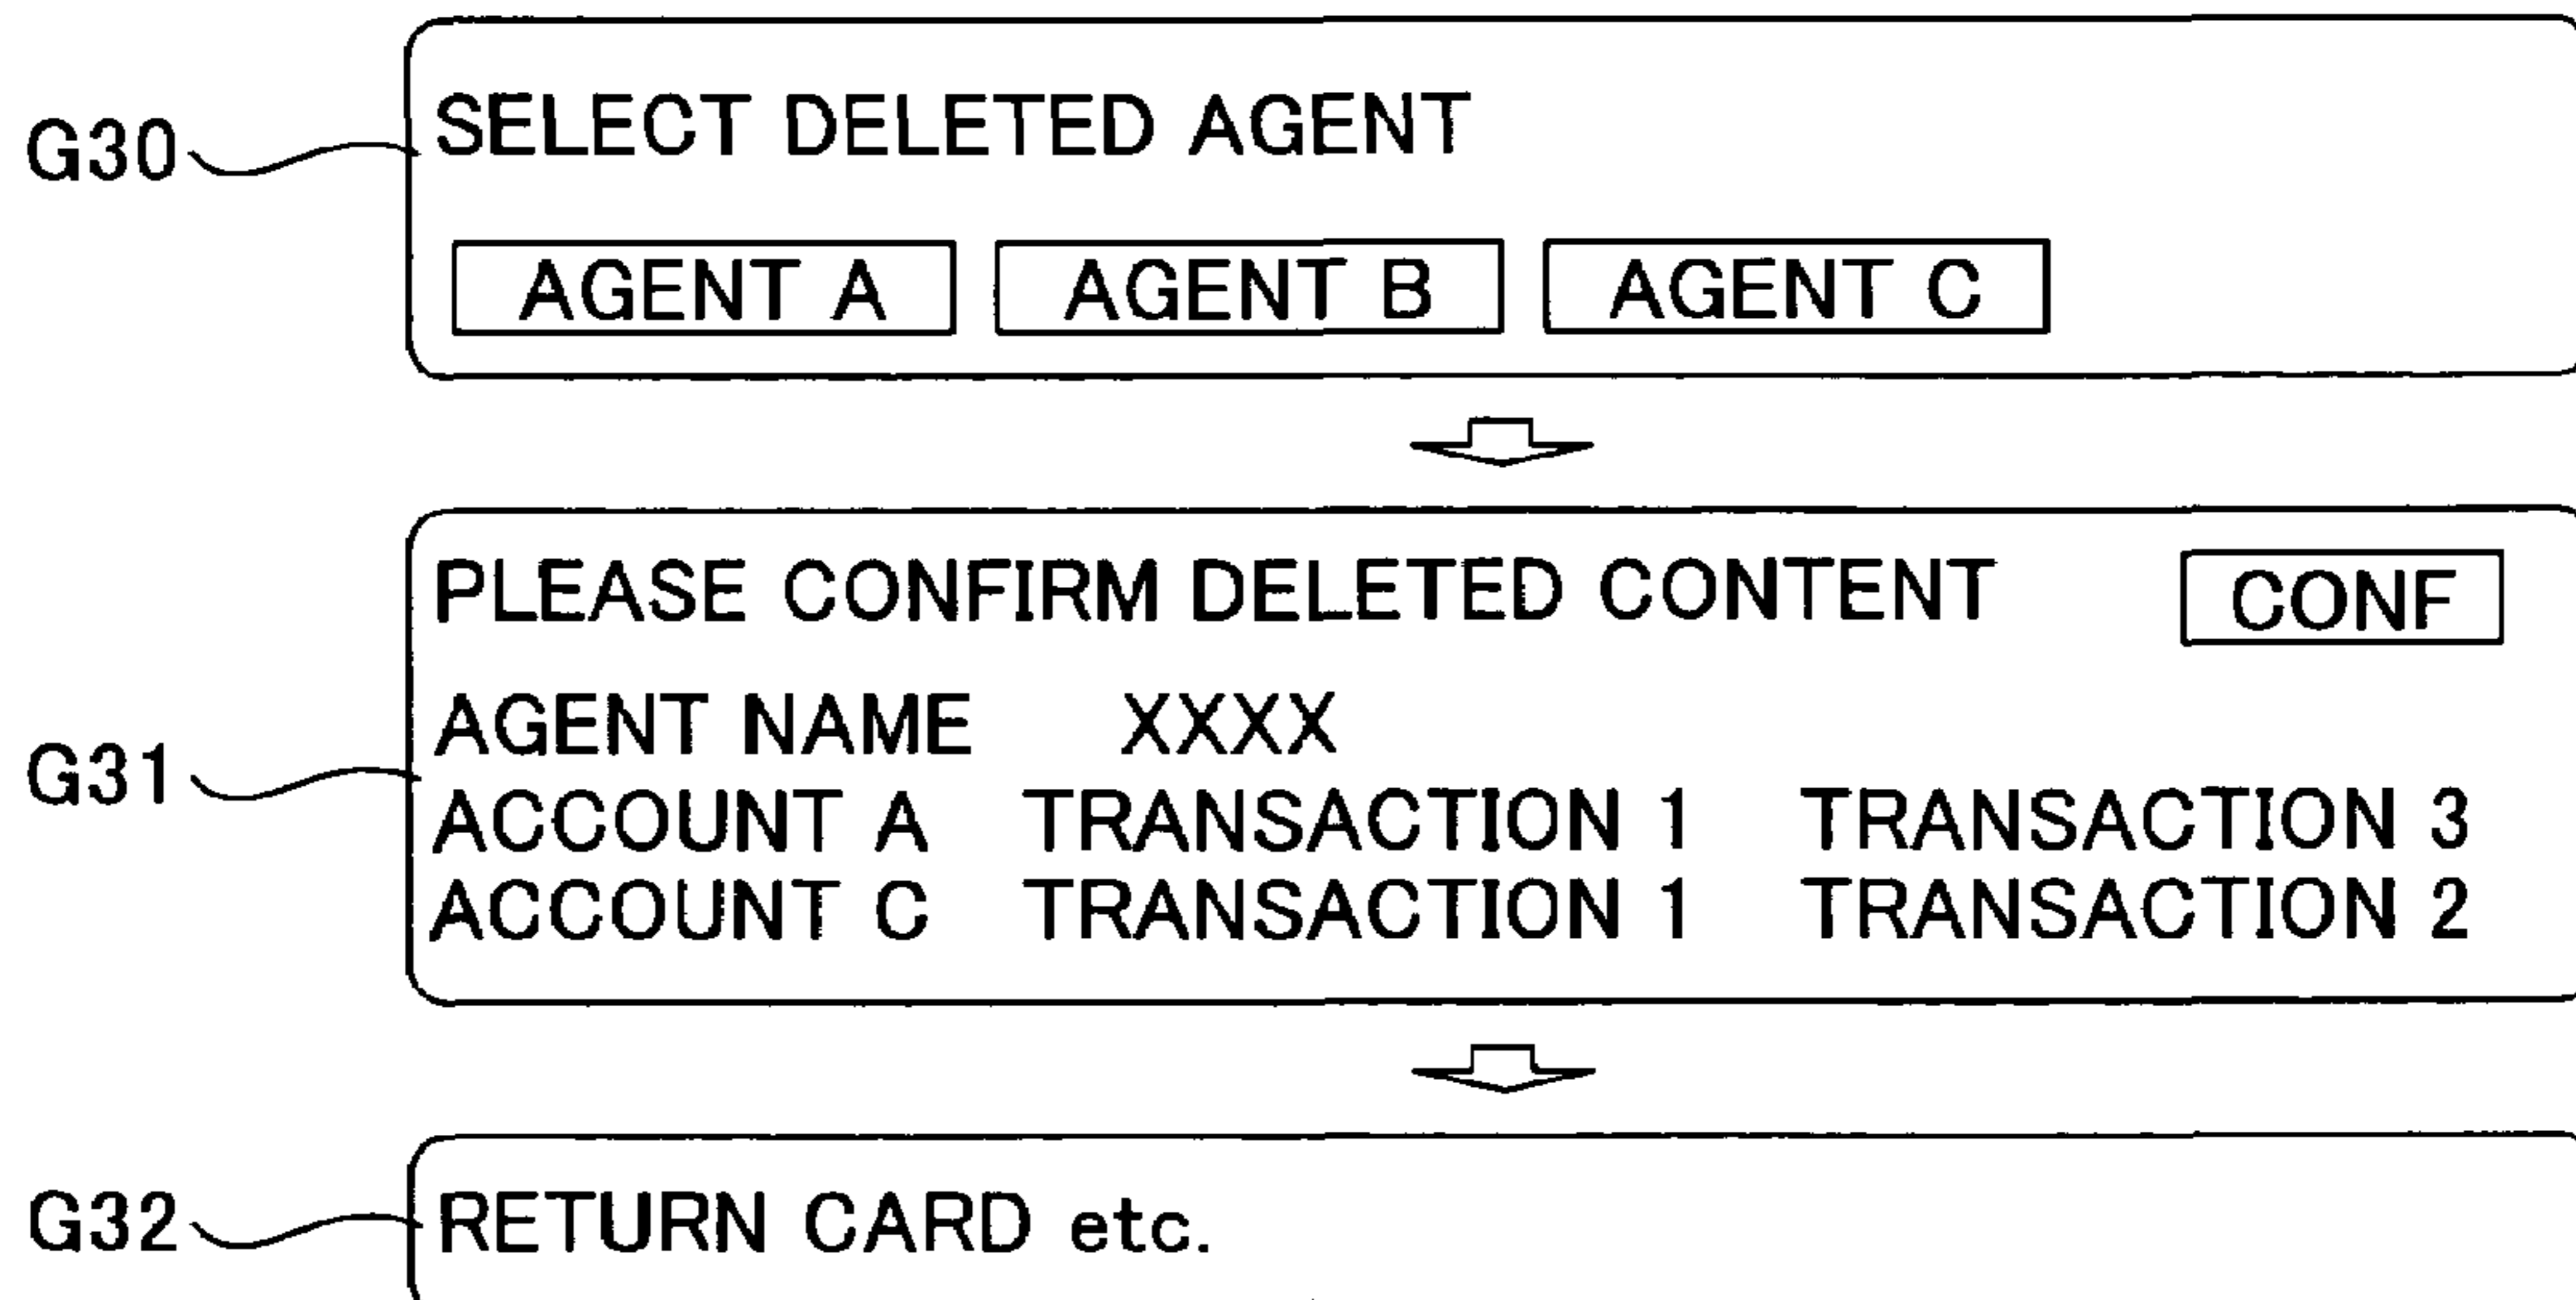 G30
SELECT DELETED AGENT
AGENT A AGENT B AGENT C
PLEASE CONFIRM DELETED CONTENT CONF
AGENT NAME XXXX
G31
ACCOUNT A TRANSACTION 1 TRANSACTION 3
ACCOUNT C TRANSACTION 1 TRANSACTION 2
G32
RETURN CARD etc.